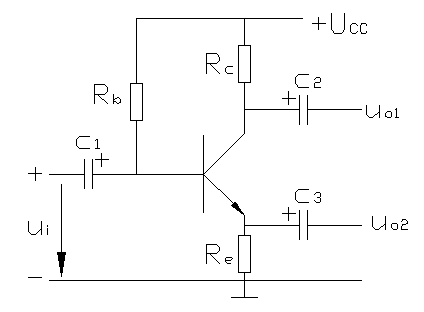 +UCC
Rc
Rb
C2
+
uo1
C1
+
+
C3
+
uo2
ui
Re
−